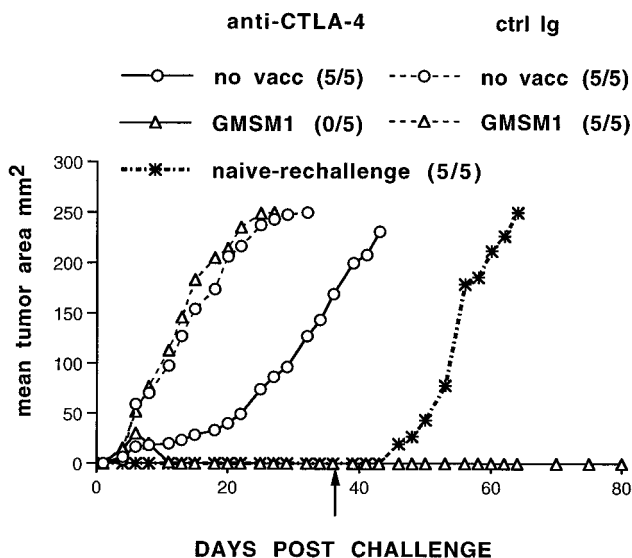 anti-CTLA-4 ctrl Ig
no vacc (5/5) no vacc (5/5)
GMSM1 (0/5) GMSM1 (5/5)
naive-rechallenge (5/5)
300
250
200
150
100
50
0
mean tumor area mm2
0 20 40 60 80
DAYS POST CHALLENGE